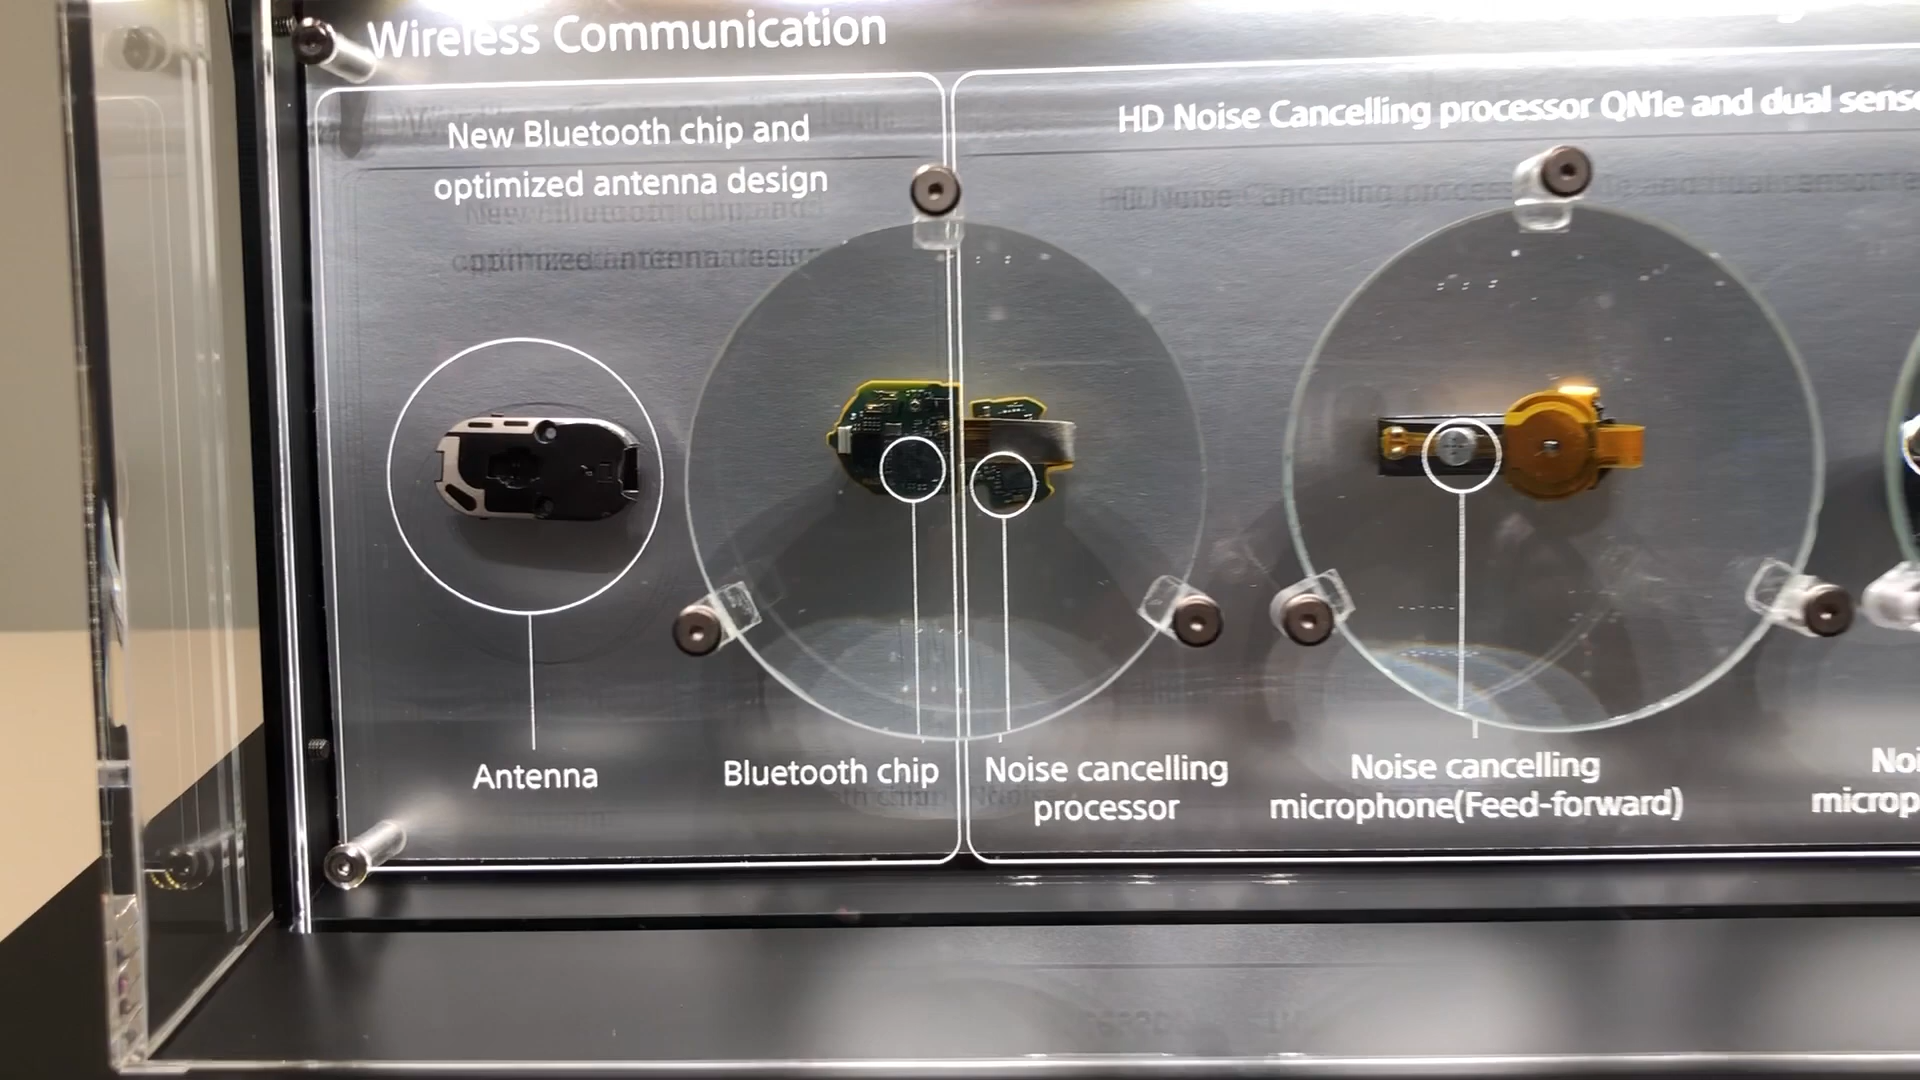 Wireless Communication
New Bluetooth chip and
optimized antenna design
HD Noise Cancelling processor QN1e and dual
Antenna
Bluetooth chip
Noise cancelling
processor
Noise cancelling
microphone(Feed-forward)